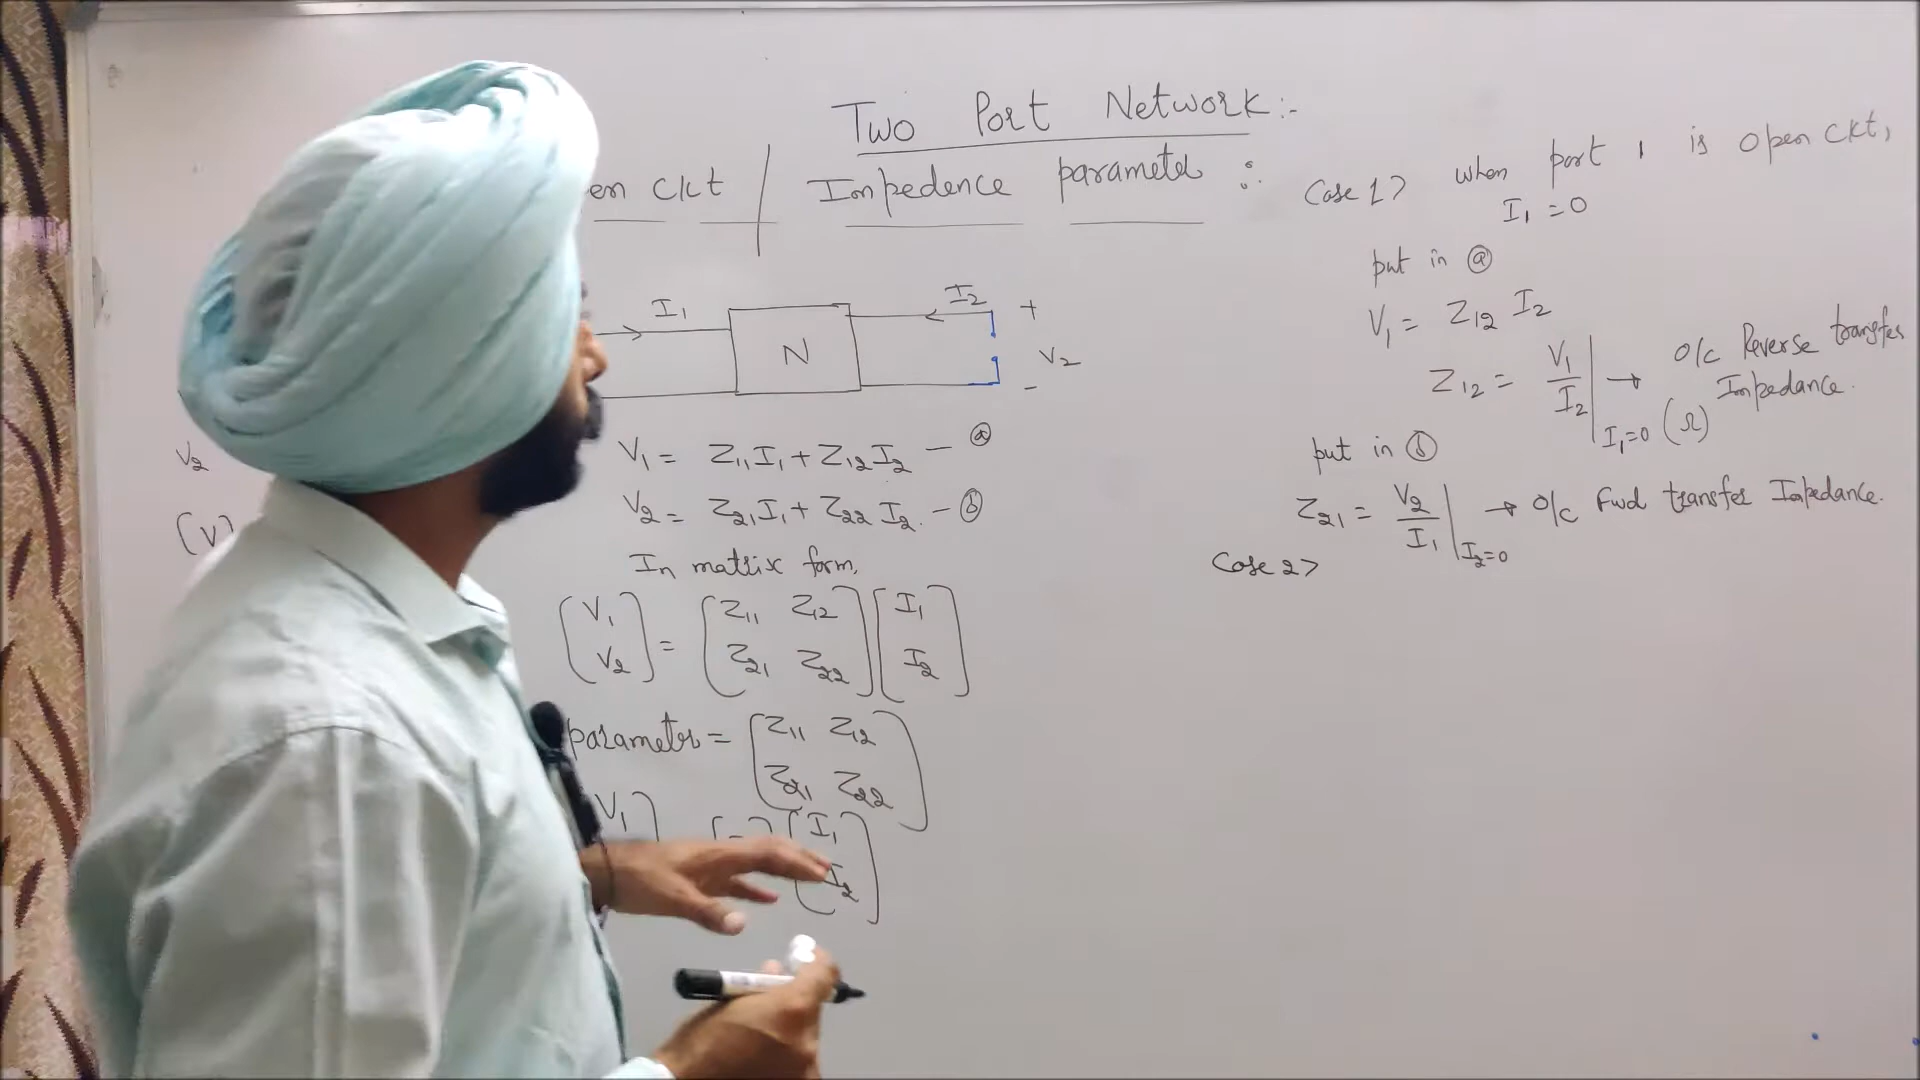 Two Port Network:-
en ckt | Impedence parameter :
I₁
I₂
+
N
V₂
-
V₂
(V)
V₁ = Z₁₁I₁ + Z₁₂I₂ - ⓐ
V₂ = Z₂₁I₁ + Z₂₂I₂. - ⓑ
In matrix form,
[V₁] = [Z₁₁ Z₁₂] [I₁]
[V₂] [Z₂₁ Z₂₂] [I₂]
parameters = [Z₁₁ Z₁₂]
[Z₂₁ Z₂₂]
V₁ I₁
I₂
Case 1> when port 1 is open ckt,
I₁ = 0
put in ⓐ
V₁ = Z₁₂ I₂
Z₁₂ = V₁/I₂ | I₁=0 → o/c Reverse transfer
Impedance.
(Ω)
put in ⓑ
Z₂₁ = V₂/I₁ | I₂=0 → o/c Fwd transfer Impedance.
Case 2>